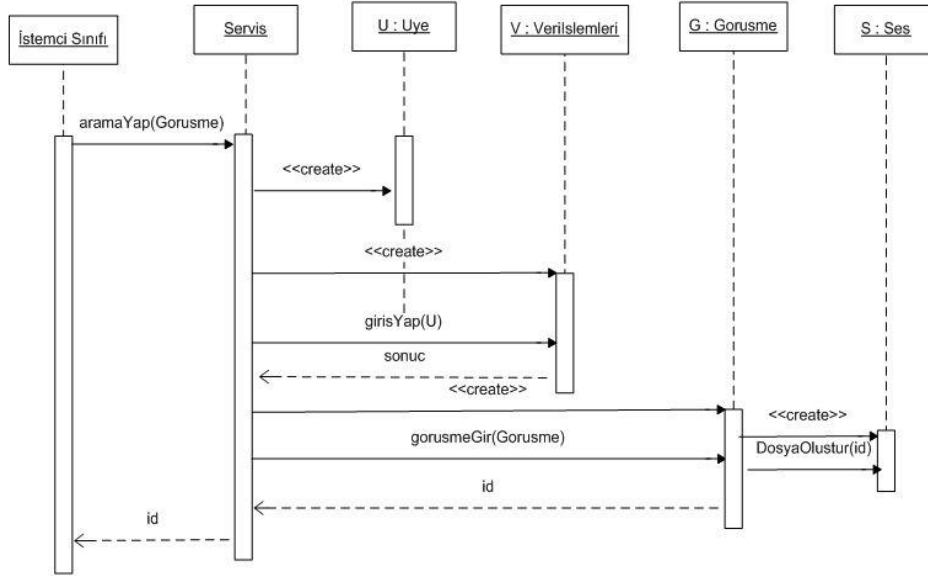 İstemci Sınıfı
Servis
U : Uye
V : VeriIslemleri
G : Gorusme
S : Ses
aramaYap(Gorusme)
<<create>>
<<create>>
girisYap(U)
sonuc
<<create>>
<<create>>
gorusmeGir(Gorusme)
DosyaOlustur(id)
id
id